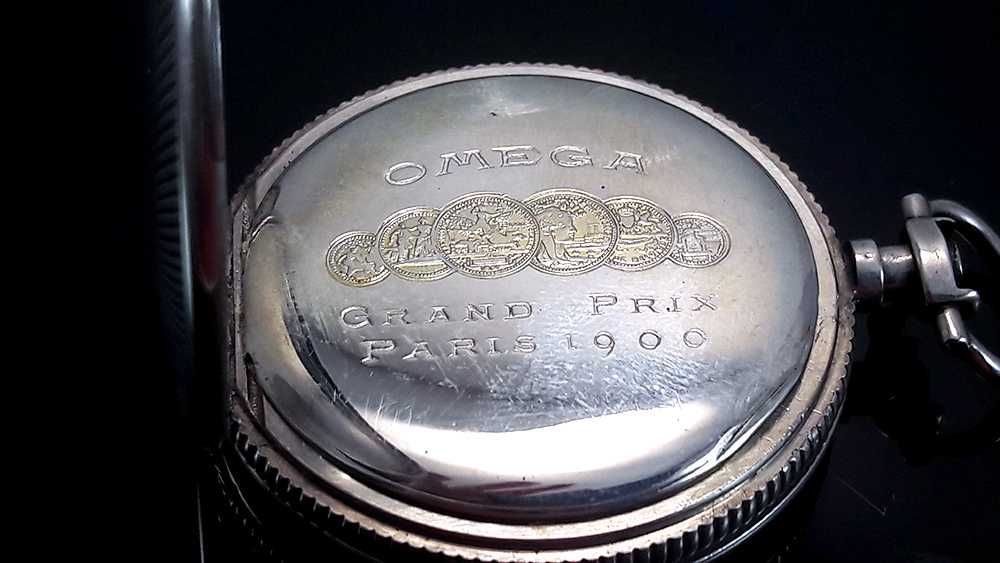 OMEGA
GRAND PRIX
PARIS 1900